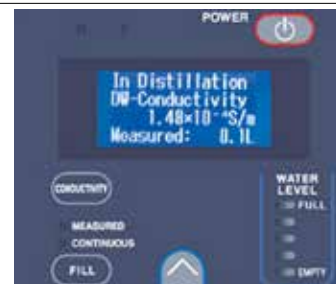 POWER
In Distillation
DW-Conductivity
1.48×10⁻⁴S/m
Measured: 0.1L
CONDUCTIVITY
WATER
LEVEL
FULL
MEASURED
CONTINUOUS
FILL
EMPTY